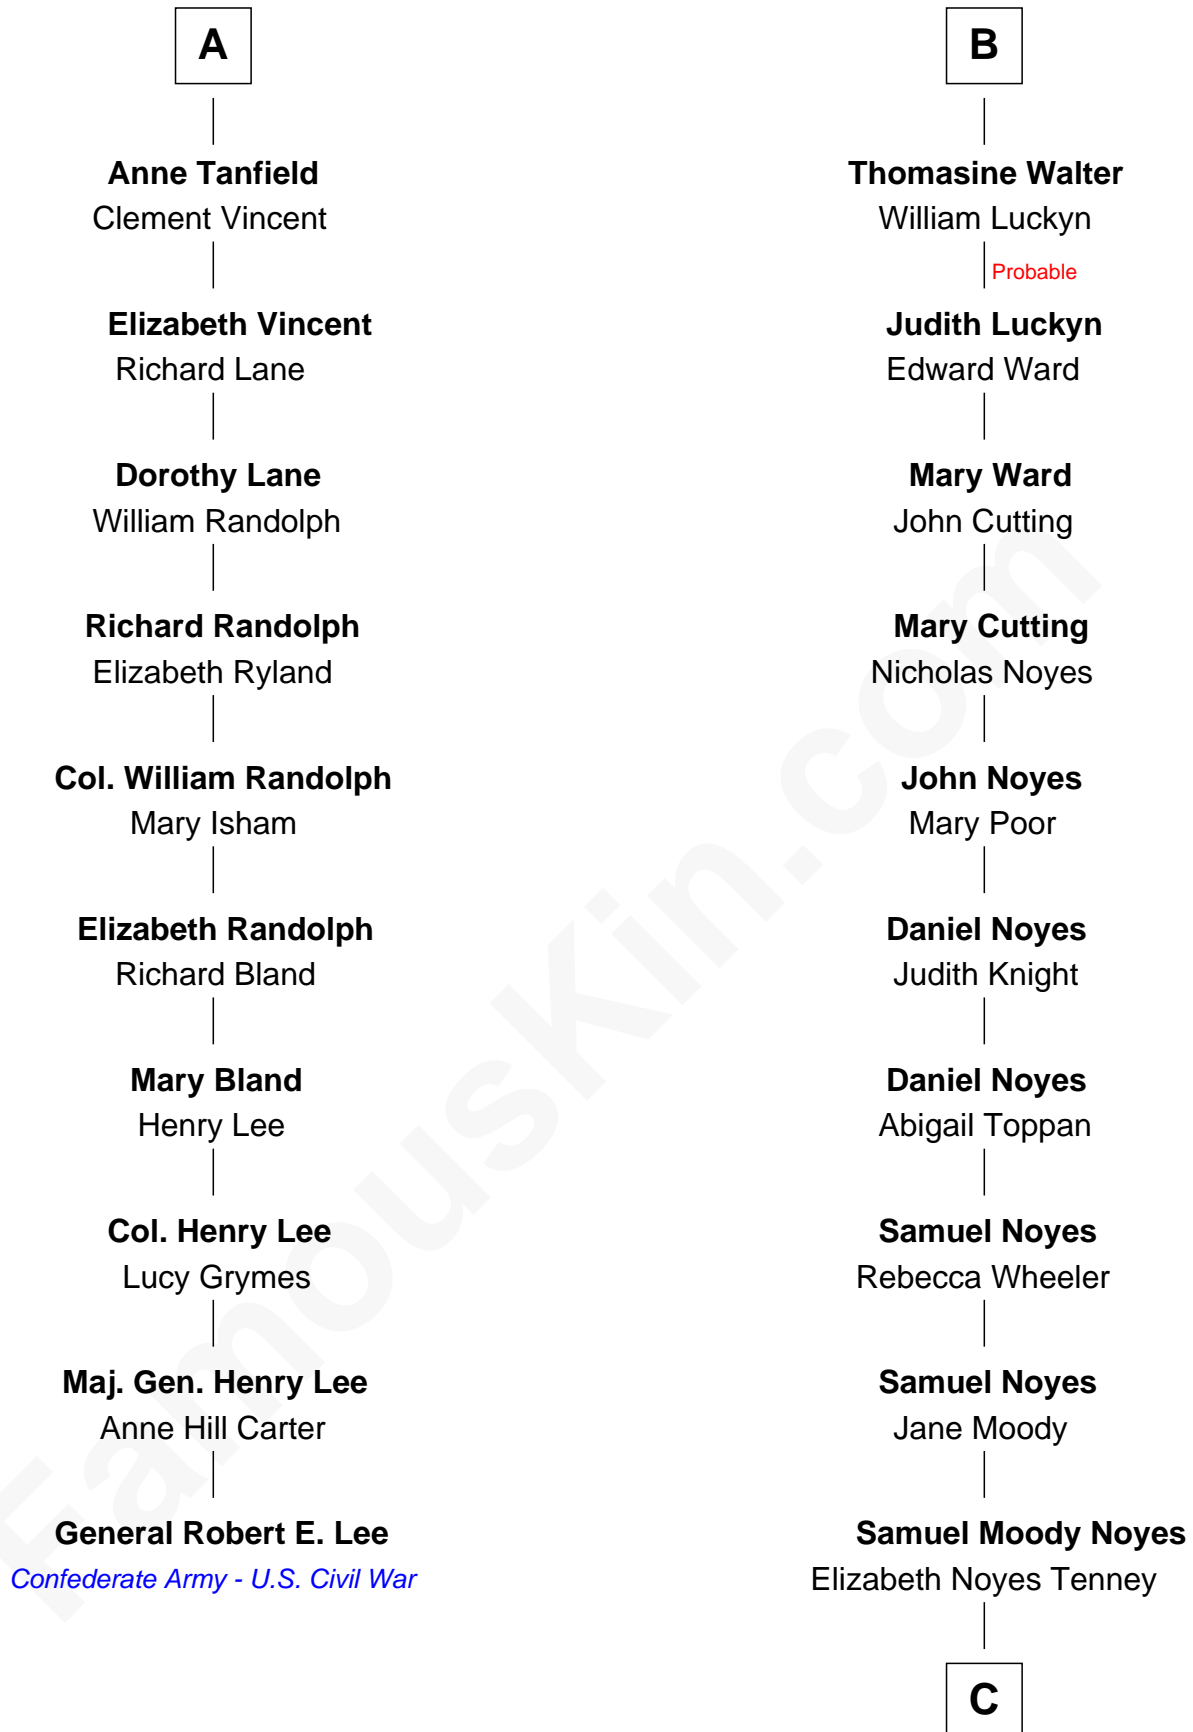 A
Anne Tanfield
Clement Vincent
Elizabeth Vincent
Richard Lane
Dorothy Lane
William Randolph
Richard Randolph
Elizabeth Ryland
Col. William Randolph
Mary Isham
Elizabeth Randolph
Richard Bland
Mary Bland
Henry Lee
Col. Henry Lee
Lucy Grymes
Maj. Gen. Henry Lee
Anne Hill Carter
General Robert E. Lee
Confederate Army - U.S. Civil War
B
Thomasine Walter
William Luckyn
Probable
Judith Luckyn
Edward Ward
Mary Ward
John Cutting
Mary Cutting
Nicholas Noyes
John Noyes
Mary Poor
Daniel Noyes
Judith Knight
Daniel Noyes
Abigail Toppan
Samuel Noyes
Rebecca Wheeler
Samuel Noyes
Jane Moody
Samuel Moody Noyes
Elizabeth Noyes Tenney
C
FamousKin.com